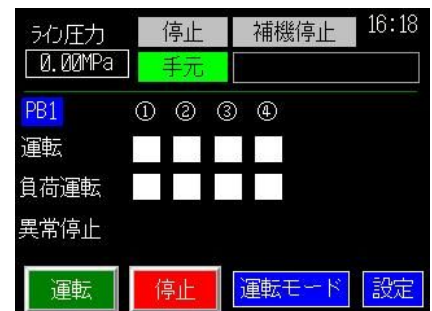 ライン圧力 停止 補機停止 16:18
0.00MPa 手元
PB1 ① ② ③ ④
運転
負荷運転
異常停止
運転 停止 運転モード 設定